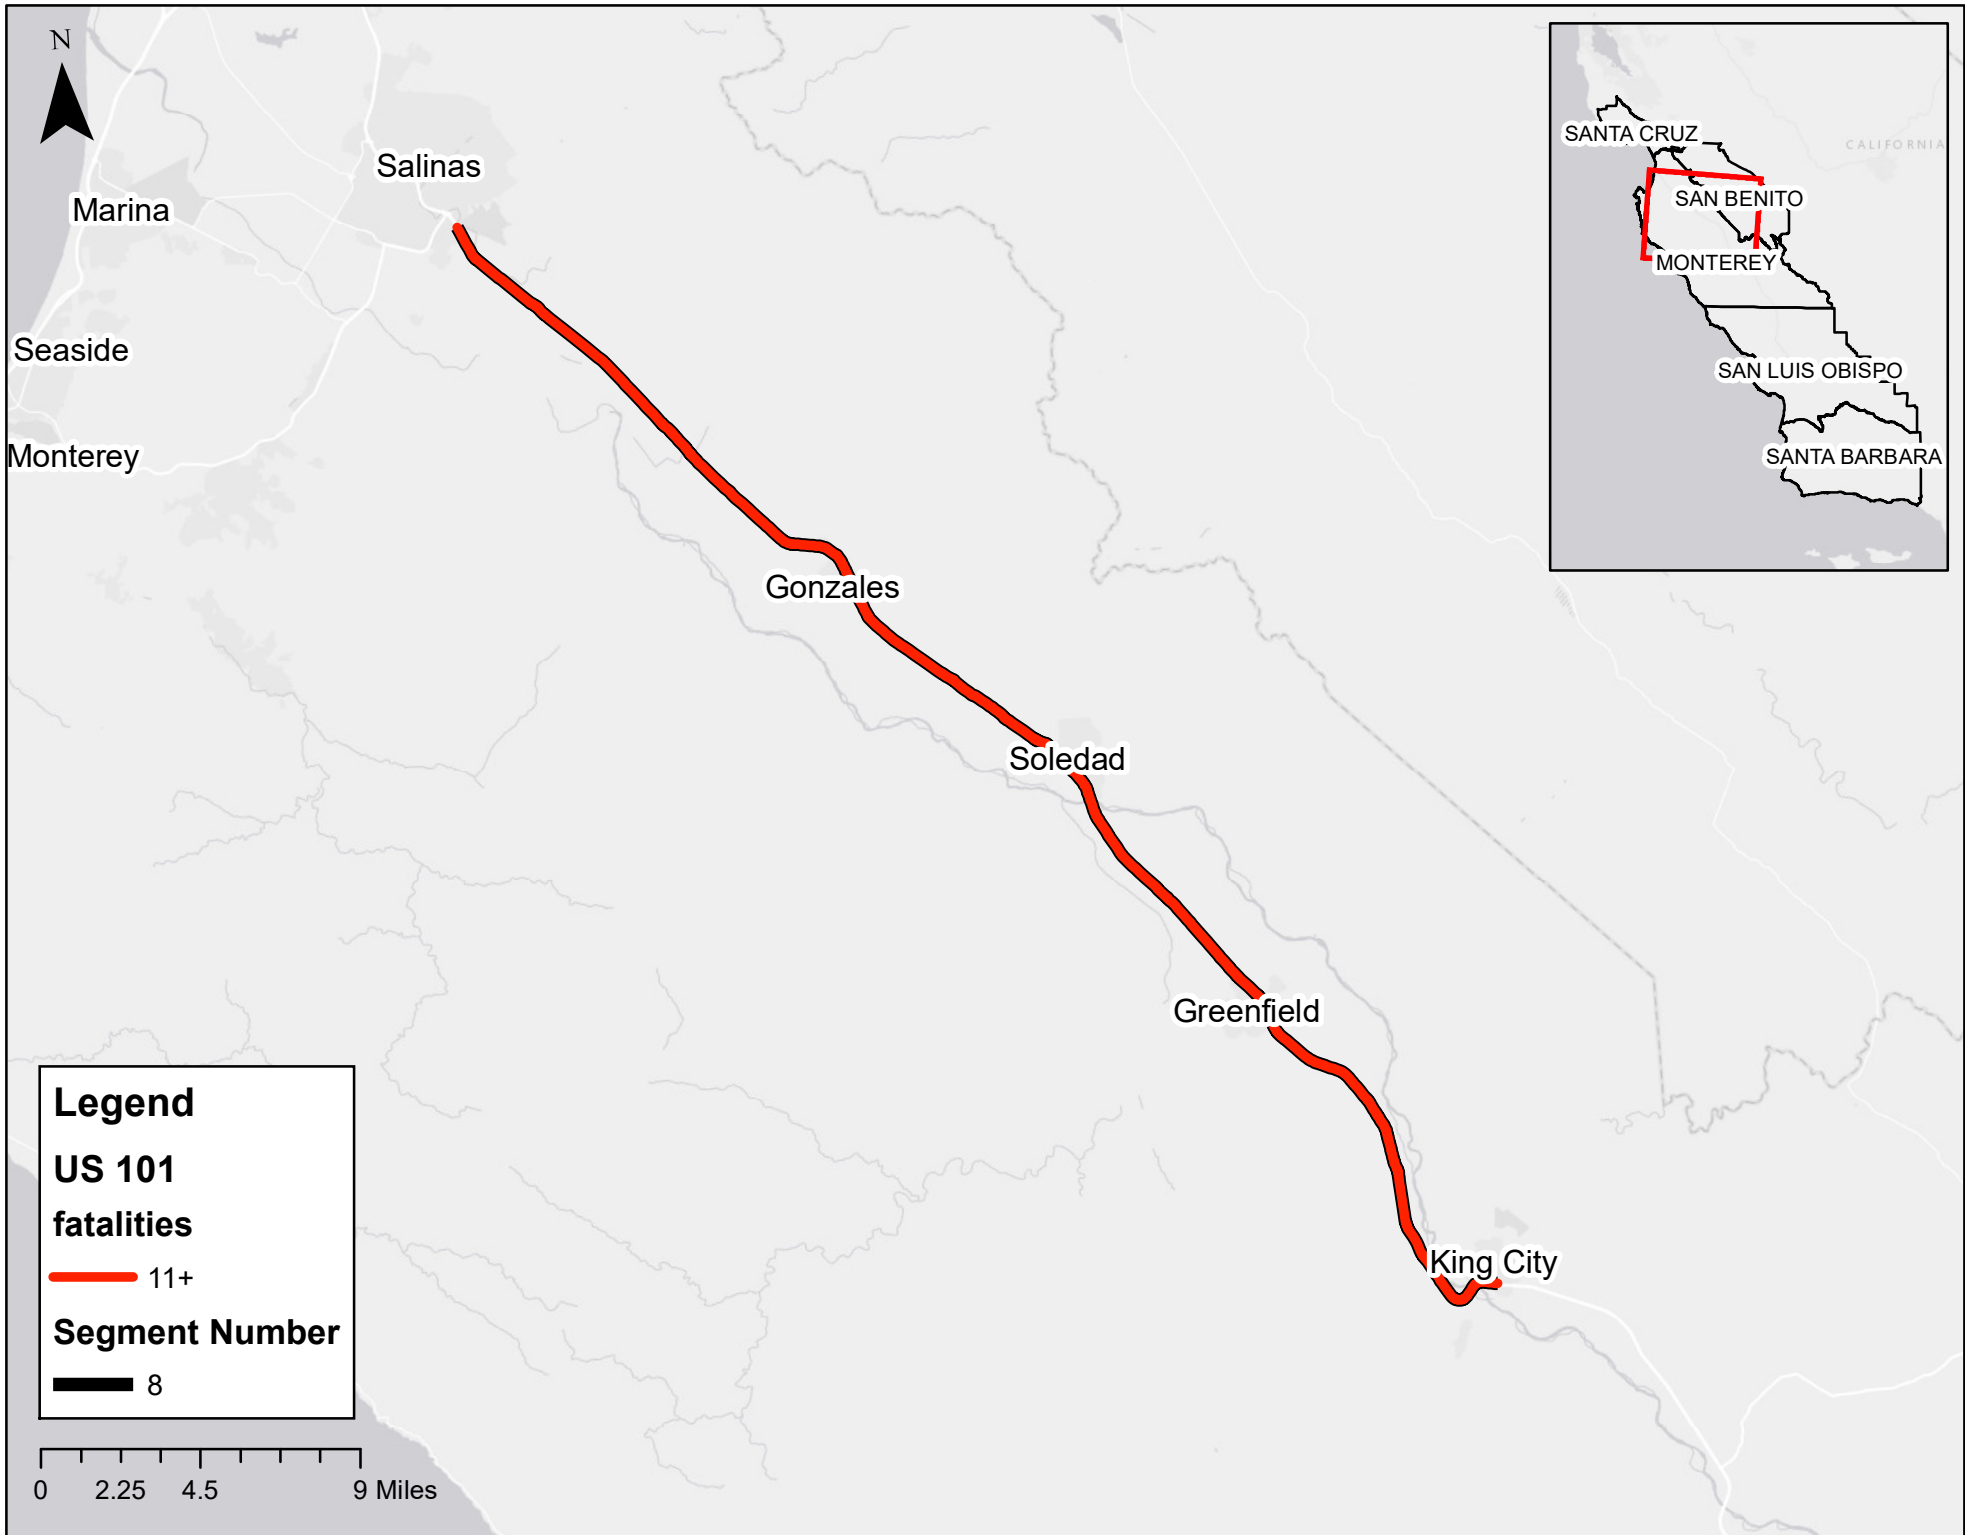 N
Salinas
Marina
Seaside
Monterey
Gonzales
Soledad
Greenfield
King City
SANTA CRUZ
CALIFORNIA
SAN BENITO
MONTEREY
SAN LUIS OBISPO
SANTA BARBARA
Legend
US 101
fatalities
11+
Segment Number
8
0 2.25 4.5 9 Miles